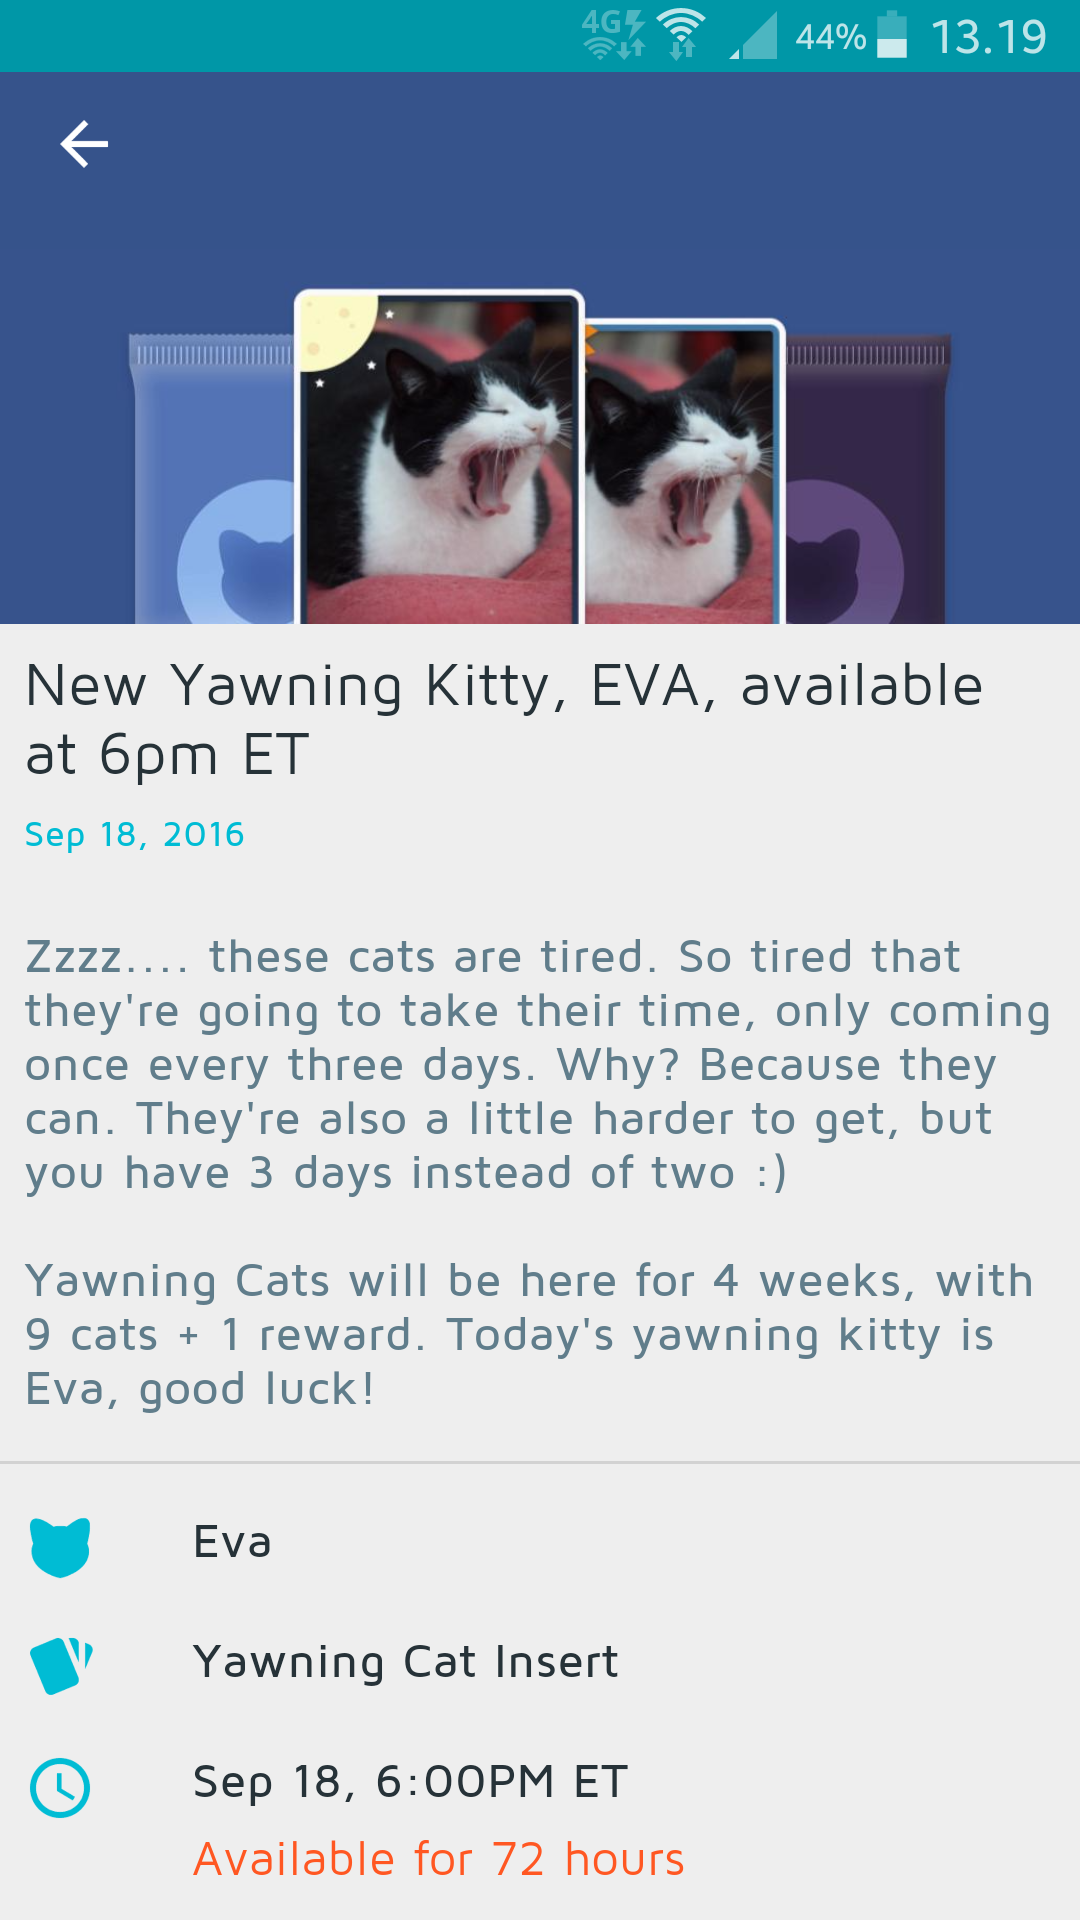 4G 44% 13.19
New Yawning Kitty, EVA, available
at 6pm ET
Sep 18, 2016
Zzzz.... these cats are tired. So tired that
they're going to take their time, only coming
once every three days. Why? Because they
can. They're also a little harder to get, but
you have 3 days instead of two :)
Yawning Cats will be here for 4 weeks, with
9 cats + 1 reward. Today's yawning kitty is
Eva, good luck!
Eva
Yawning Cat Insert
Sep 18, 6:00PM ET
Available for 72 hours